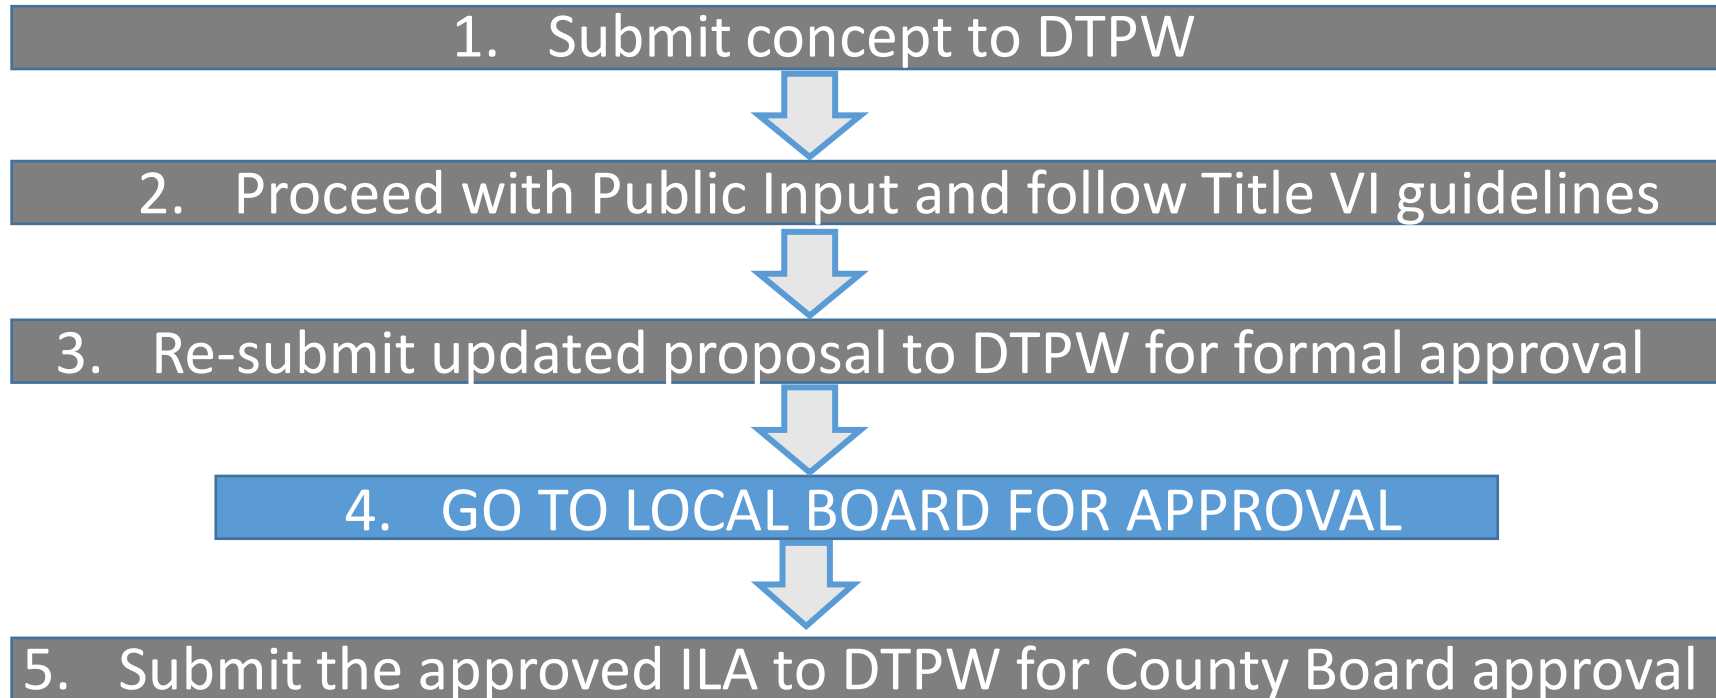 1. Submit concept to DTPW
2. Proceed with Public Input and follow Title VI guidelines
3. Re-submit updated proposal to DTPW for formal approval
4. GO TO LOCAL BOARD FOR APPROVAL
5. Submit the approved ILA to DTPW for County Board approval